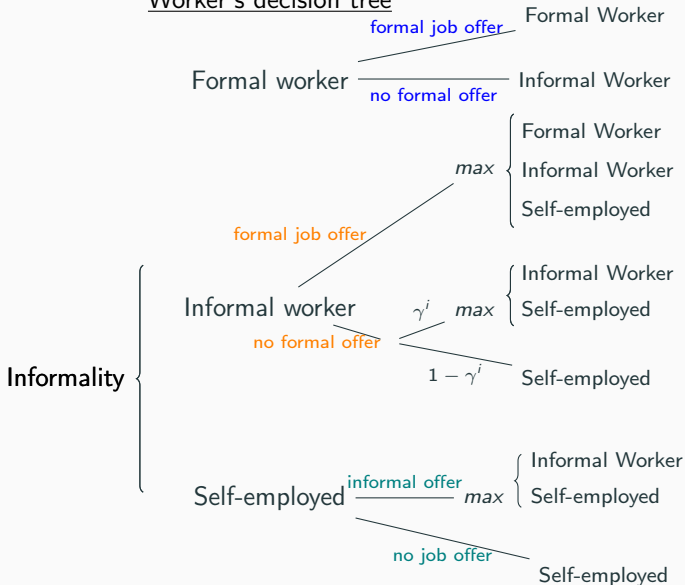 Worker's decision tree
formal job offer
Formal Worker
Formal worker
no formal offer
Informal Worker
Formal Worker
max
Informal Worker
Self-employed
formal job offer
Informal Worker
Informal worker
γ^i
max
Self-employed
no formal offer
Informality
1 − γ^i
Self-employed
Informal Worker
informal offer
Self-employed
max
Self-employed
no job offer
Self-employed